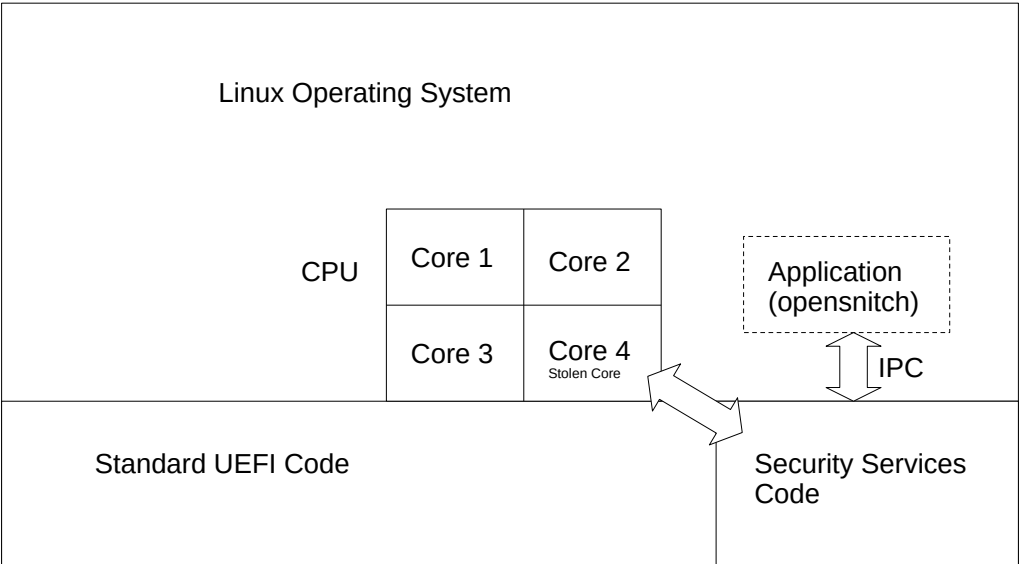 Linux Operating System
CPU
Core 1
Core 2
Core 3
Core 4
Stolen Core
Application
(opensnitch)
IPC
Standard UEFI Code
Security Services
Code